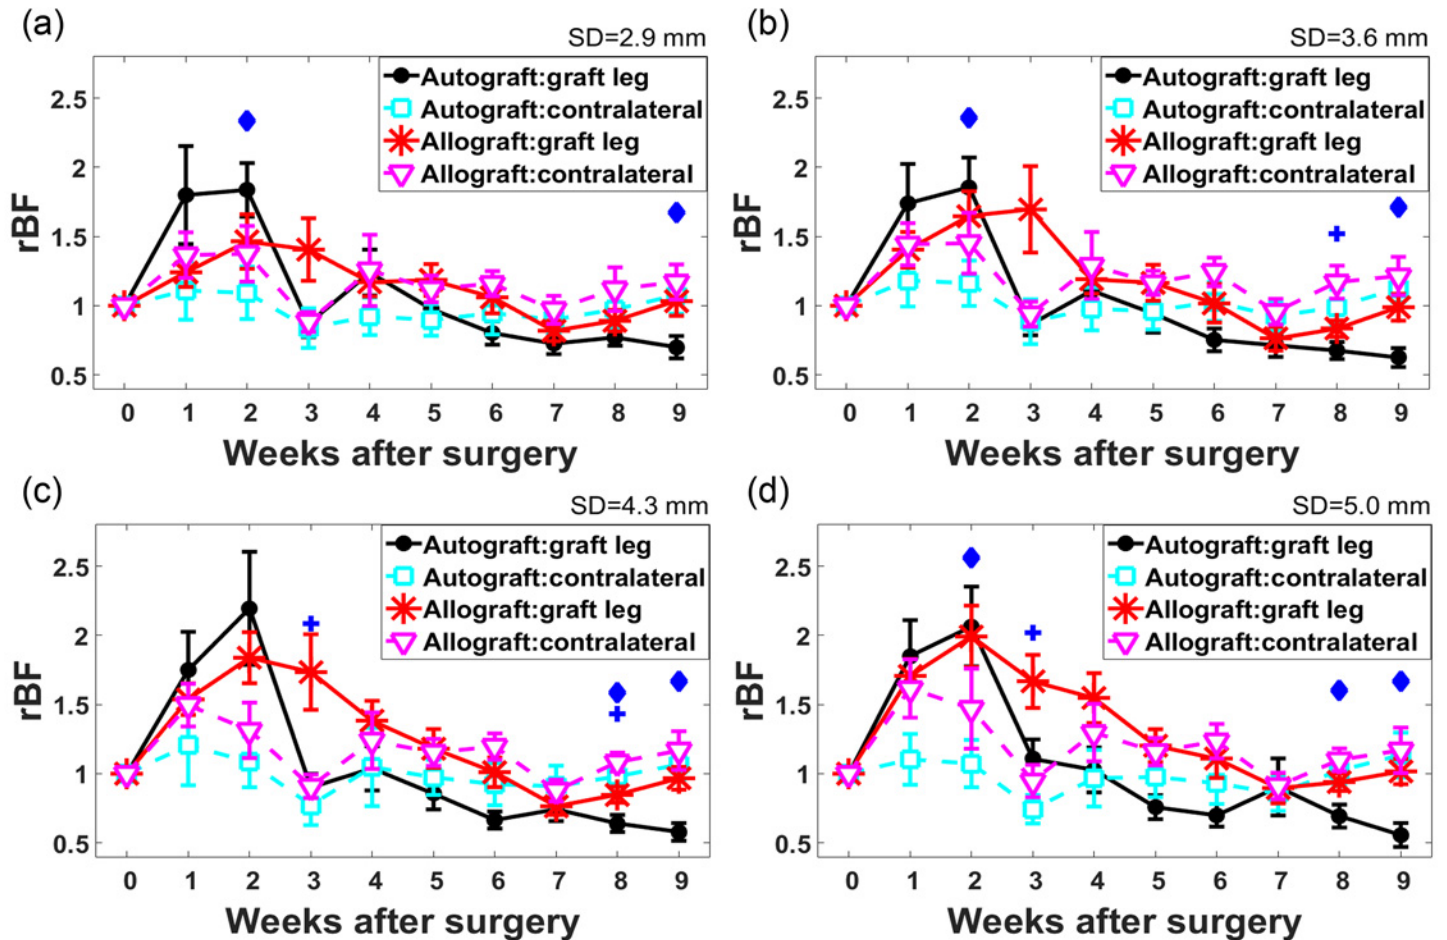 (a)
SD=2.9 mm
Autograft:graft leg
Autograft:contralateral
Allograft:graft leg
Allograft:contralateral
2.5
2
1.5
1
0.5
rBF
0 1 2 3 4 5 6 7 8 9
Weeks after surgery
(b)
SD=3.6 mm
Autograft:graft leg
Autograft:contralateral
Allograft:graft leg
Allograft:contralateral
2.5
2
1.5
1
0.5
rBF
0 1 2 3 4 5 6 7 8 9
Weeks after surgery
(c)
SD=4.3 mm
Autograft:graft leg
Autograft:contralateral
Allograft:graft leg
Allograft:contralateral
2.5
2
1.5
1
0.5
rBF
0 1 2 3 4 5 6 7 8 9
Weeks after surgery
(d)
SD=5.0 mm
Autograft:graft leg
Autograft:contralateral
Allograft:graft leg
Allograft:contralateral
2.5
2
1.5
1
0.5
rBF
0 1 2 3 4 5 6 7 8 9
Weeks after surgery